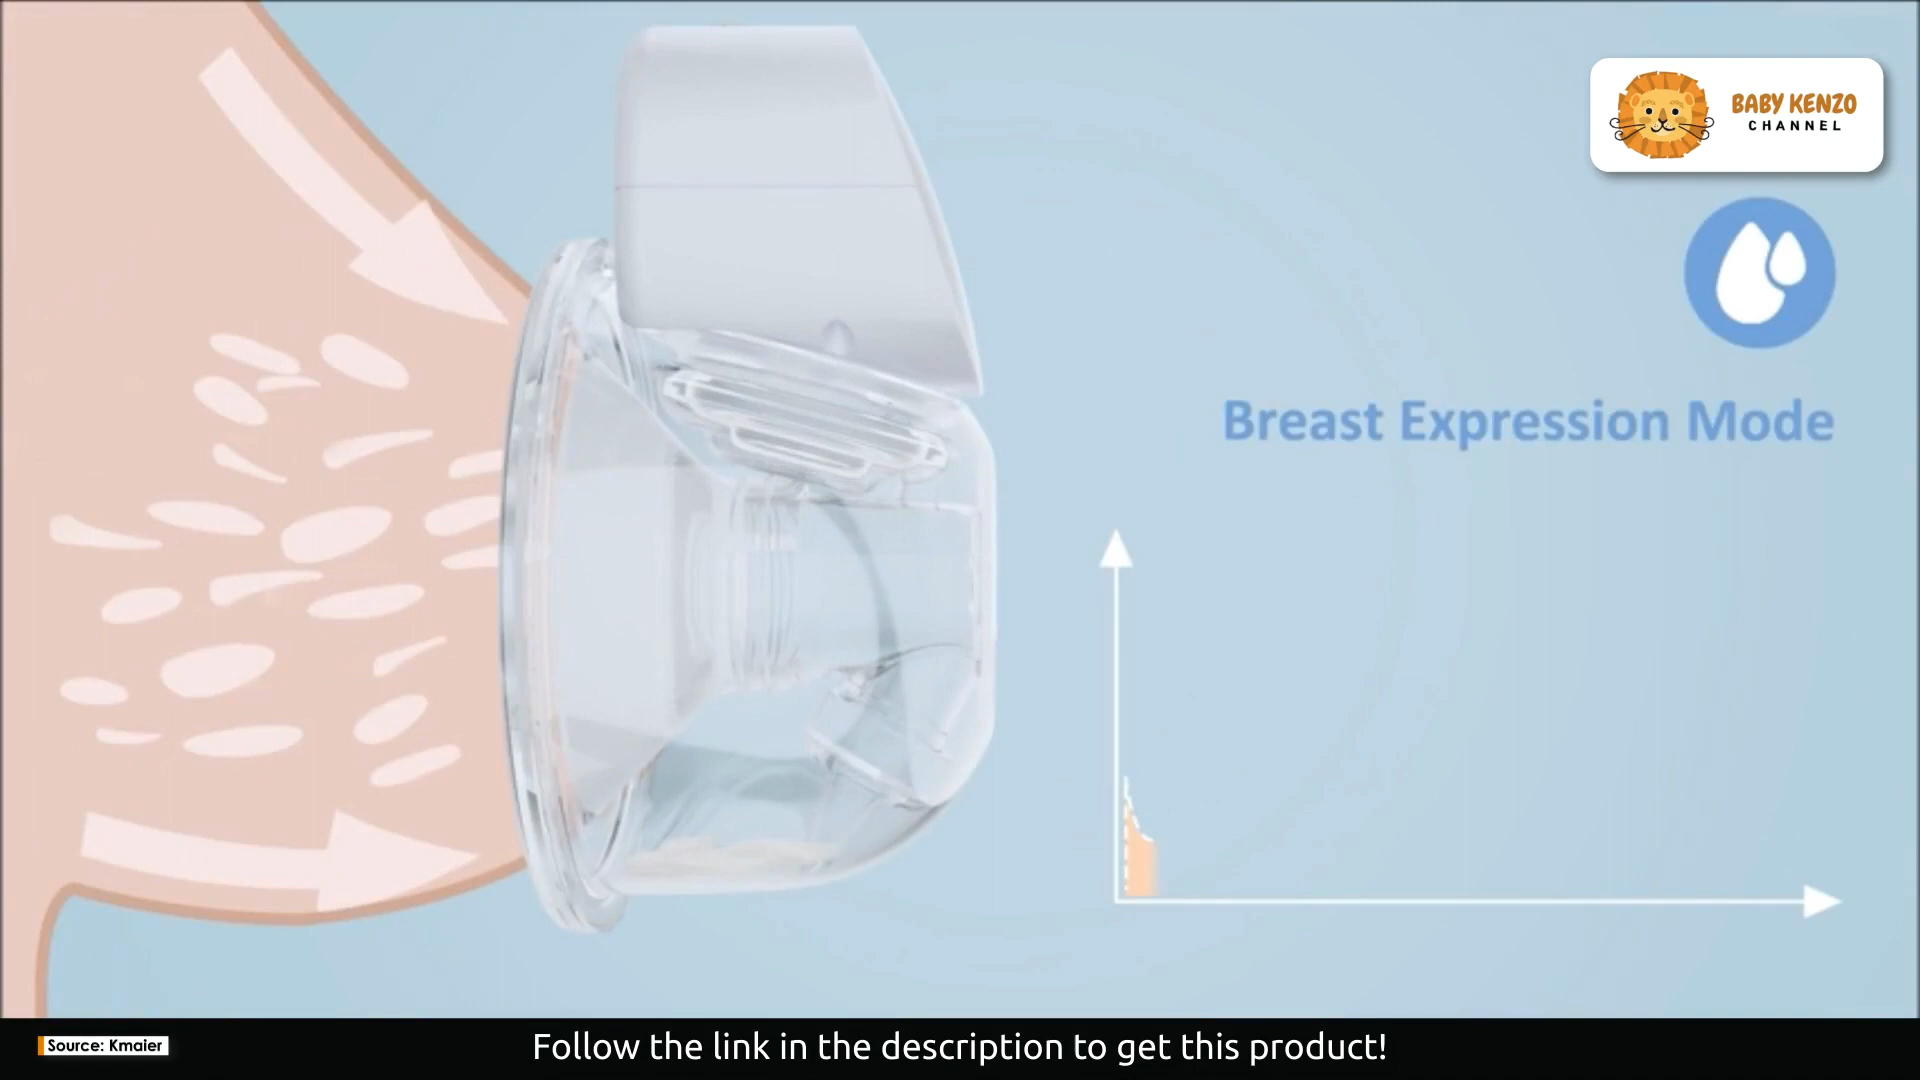 BABY KENZO
CHANNEL
Breast Expression Mode
Source: Kmaier
Follow the link in the description to get this product!